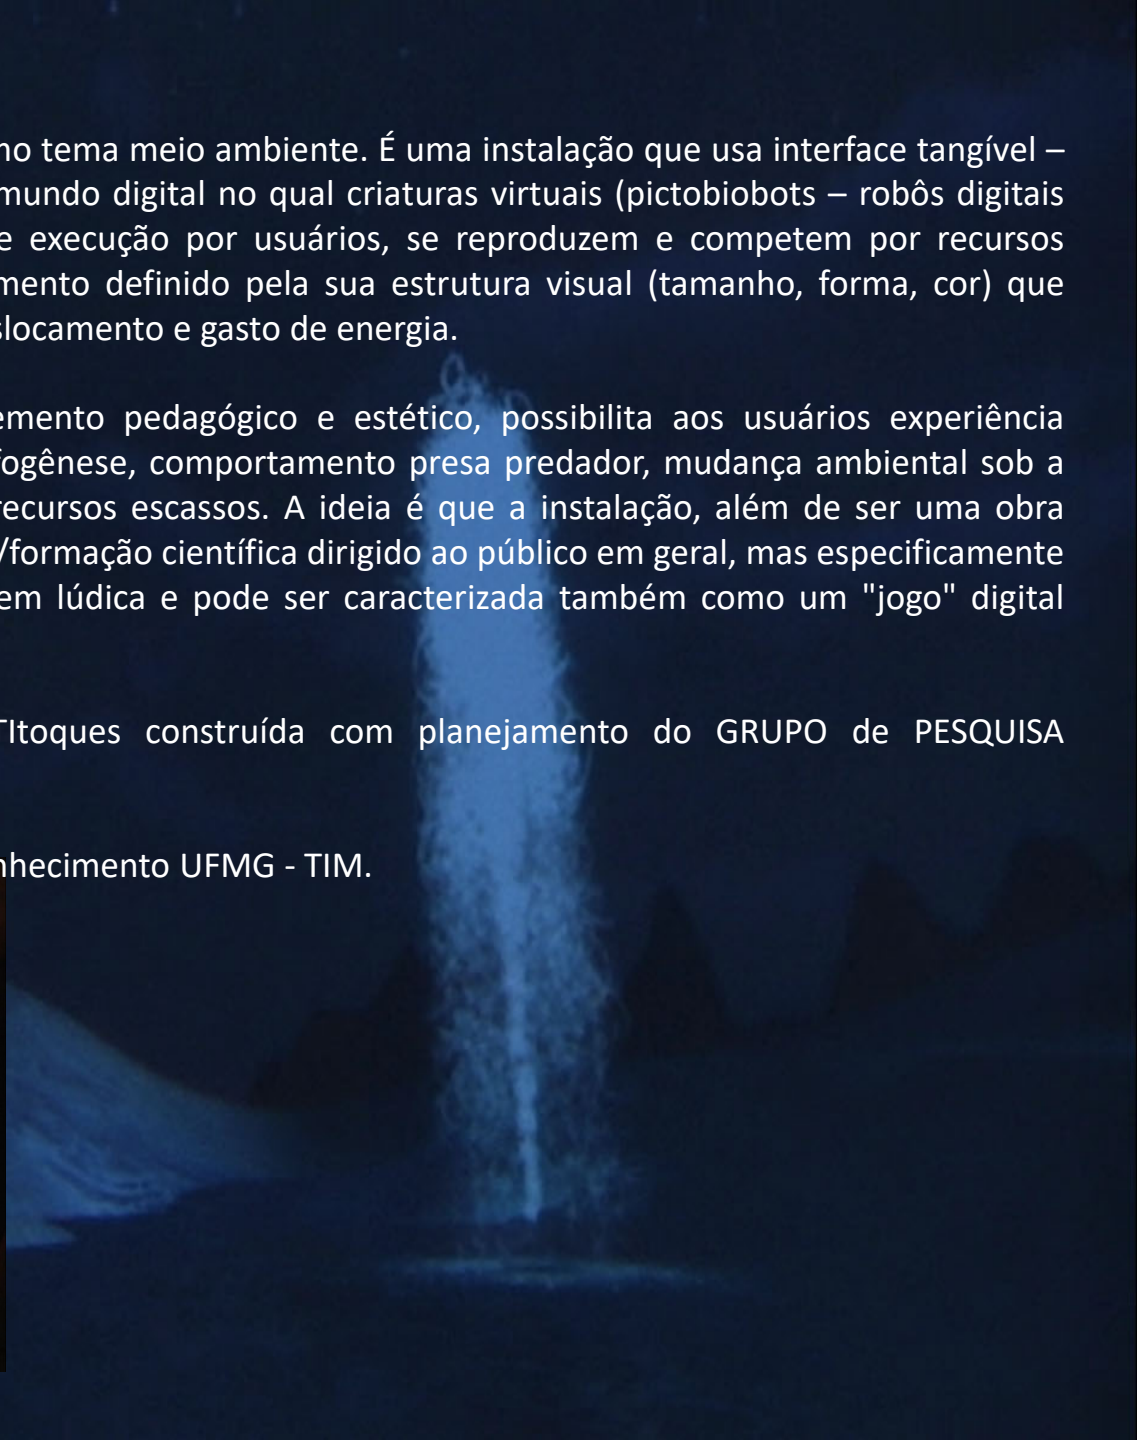 mo tema meio ambiente. É uma instalação que usa interface tangível –
mundo digital no qual criaturas virtuais (pictobiobots – robôs digitais
e execução por usuários, se reproduzem e competem por recursos
mento definido pela sua estrutura visual (tamanho, forma, cor) que
slocamento e gasto de energia.
emento pedagógico e estético, possibilita aos usuários experiência
fogênese, comportamento presa predador, mudança ambiental sob a
recursos escassos. A ideia é que a instalação, além de ser uma obra
/formação científica dirigido ao público em geral, mas especificamente
em lúdica e pode ser caracterizada também como um "jogo" digital
TItoques construída com planejamento do GRUPO de PESQUISA
nhecimento UFMG - TIM.